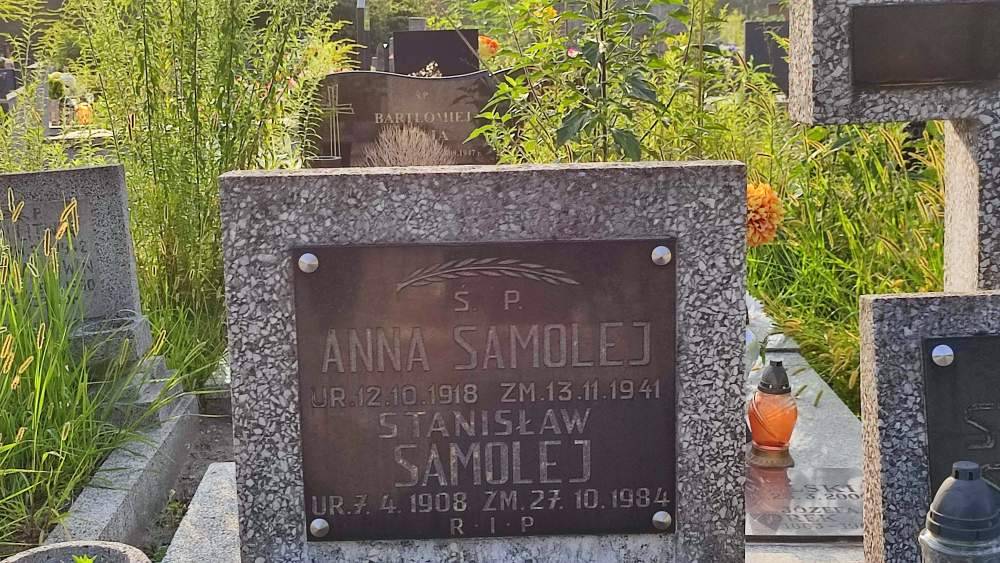 Ś. P.
BARTŁOMIEJ
Ś. P.
ANNA SAMOLEJ
UR. 12.10.1918 ZM. 13.11.1941
STANISŁAW
SAMOLEJ
UR. 7. 4. 1908 ZM. 27. 10. 1984
R · I · P